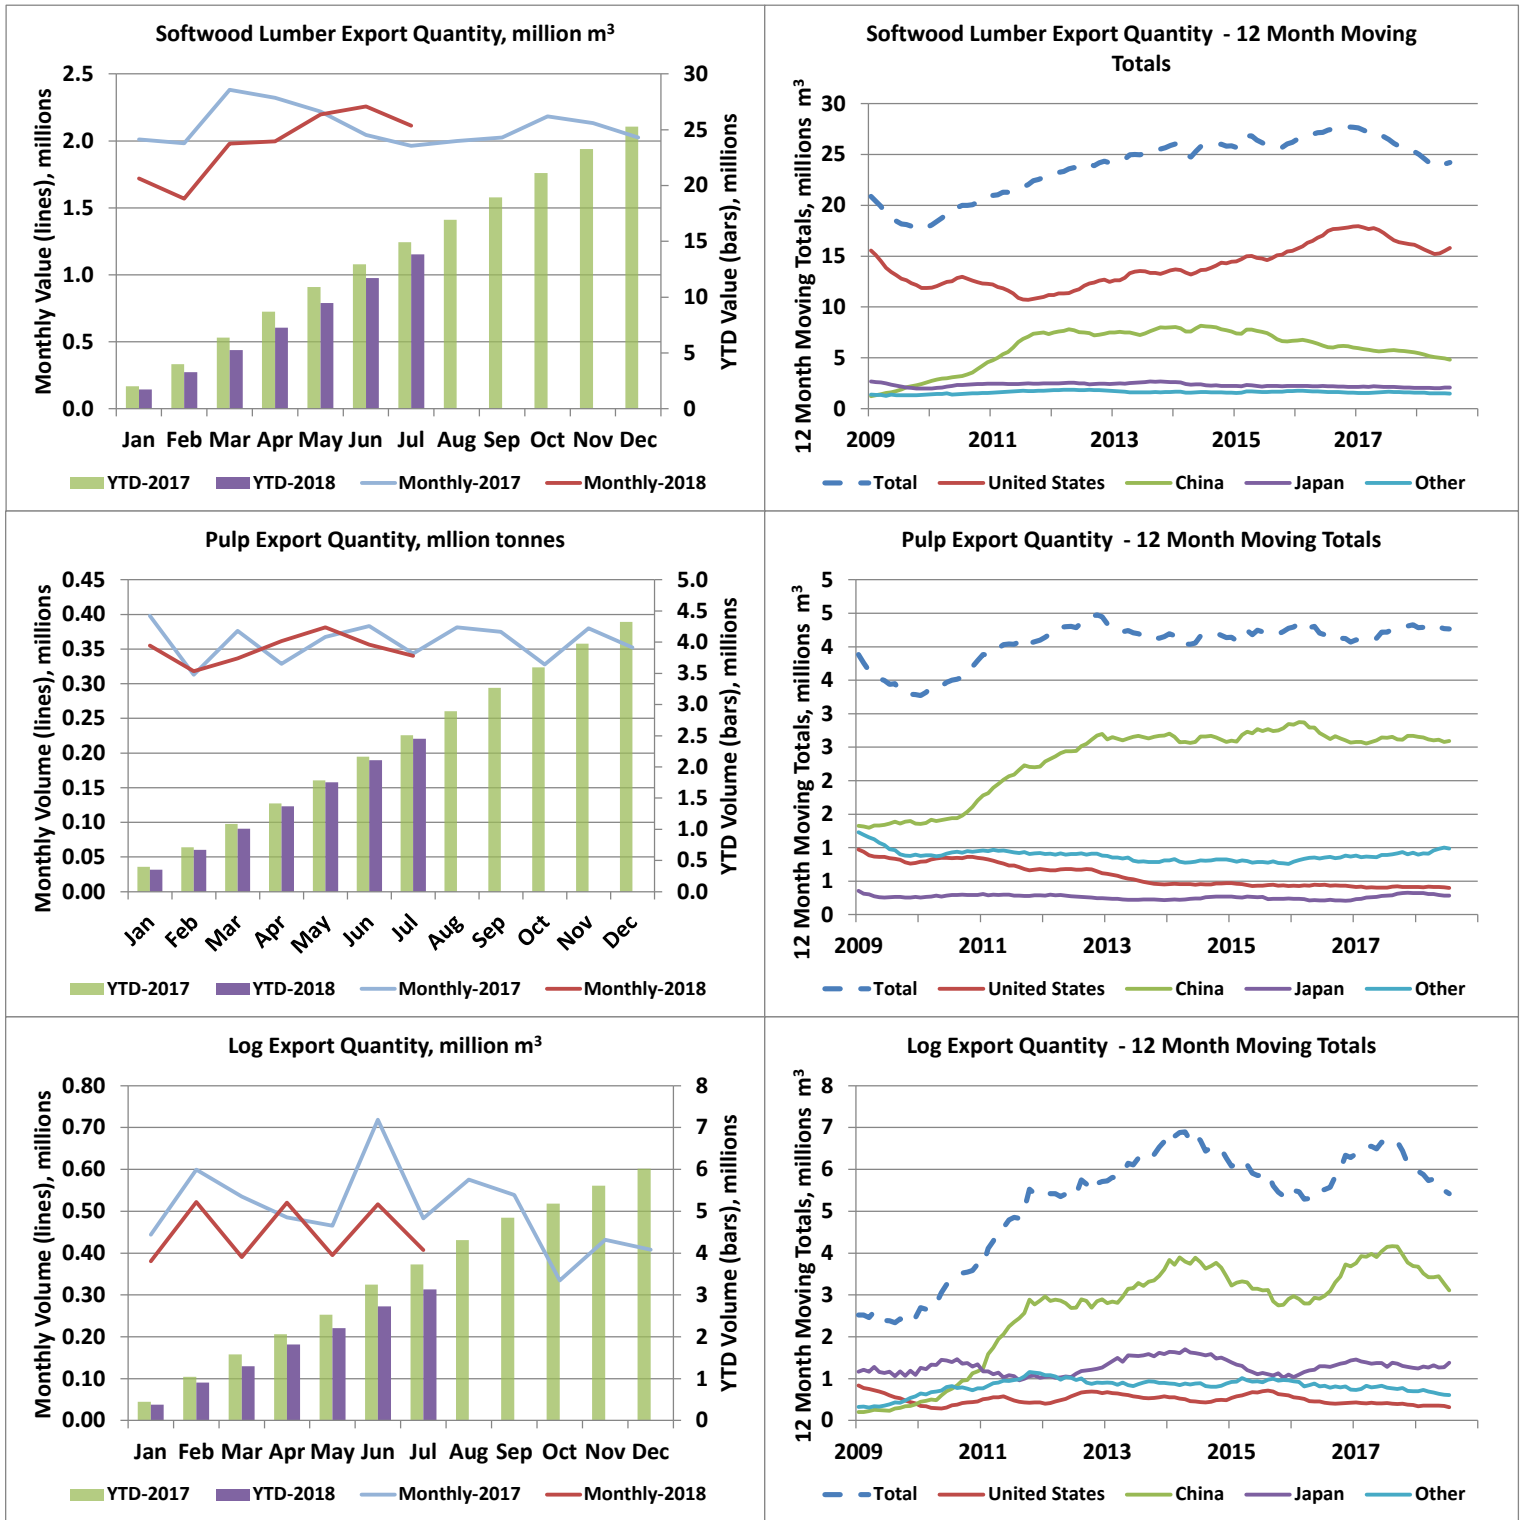 Softwood Lumber Export Quantity, million m³
Monthly Value (lines), millions
2.5
2.0
1.5
1.0
0.5
0.0
YTD Value (bars), millions
30
25
20
15
10
5
0
Jan Feb Mar Apr May Jun Jul Aug Sep Oct Nov Dec
YTD-2017 YTD-2018 Monthly-2017 Monthly-2018
Softwood Lumber Export Quantity - 12 Month Moving
Totals
12 Month Moving Totals, millions m³
30
25
20
15
10
5
0
2009 2011 2013 2015 2017
Total United States China Japan Other
Pulp Export Quantity, mllion tonnes
Monthly Volume (lines), millions
0.45
0.40
0.35
0.30
0.25
0.20
0.15
0.10
0.05
0.00
YTD Volume (bars), millions
5.0
4.5
4.0
3.5
3.0
2.5
2.0
1.5
1.0
0.5
0.0
Jan Feb Mar Apr May Jun Jul Aug Sep Oct Nov Dec
YTD-2017 YTD-2018 Monthly-2017 Monthly-2018
Pulp Export Quantity - 12 Month Moving Totals
12 Month Moving Totals, millions m³
5
5
4
4
3
3
2
2
1
1
0
2009 2011 2013 2015 2017
Total United States China Japan Other
Log Export Quantity, million m³
Monthly Volume (lines), millions
0.80
0.70
0.60
0.50
0.40
0.30
0.20
0.10
0.00
YTD Volume (bars), millions
8
7
6
5
4
3
2
1
0
Jan Feb Mar Apr May Jun Jul Aug Sep Oct Nov Dec
YTD-2017 YTD-2018 Monthly-2017 Monthly-2018
Log Export Quantity - 12 Month Moving Totals
12 Month Moving Totals, millions m³
8
7
6
5
4
3
2
1
0
2009 2011 2013 2015 2017
Total United States China Japan Other